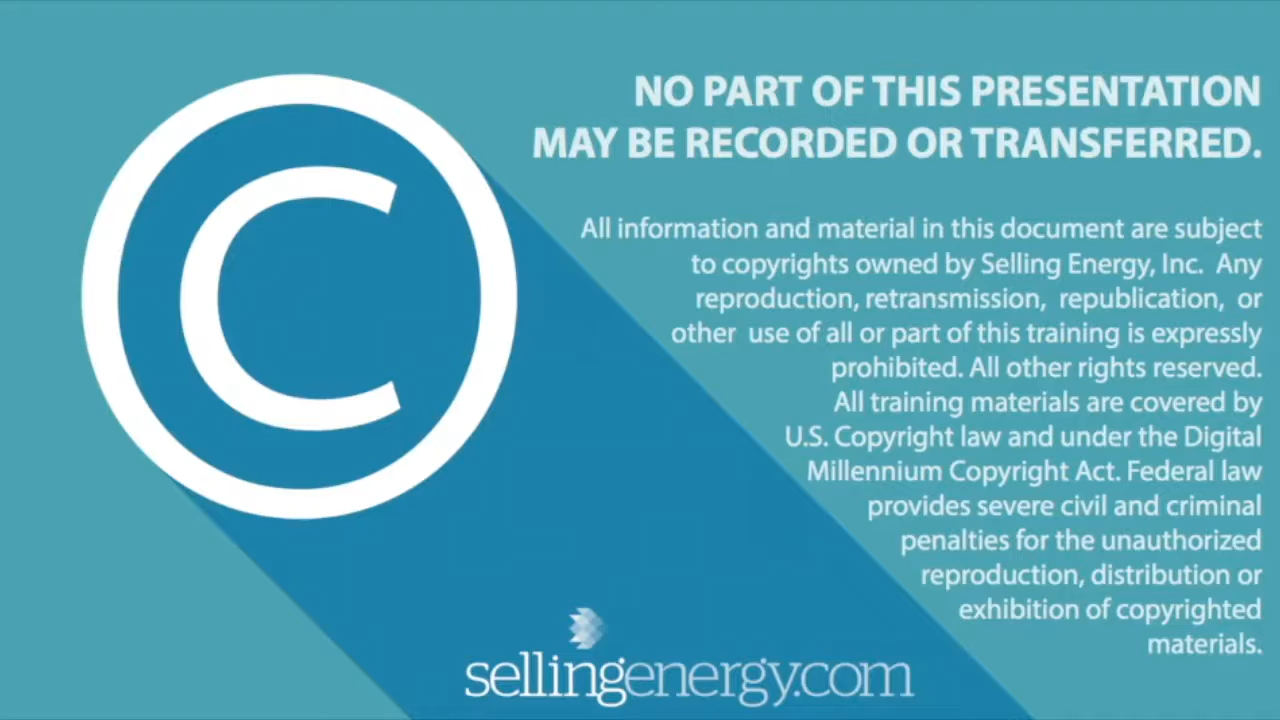 NO PART OF THIS PRESENTATION
MAY BE RECORDED OR TRANSFERRED.
All information and material in this document are subject
to copyrights owned by Selling Energy, Inc.  Any
reproduction, retransmission,  republication,  or
other  use of all or part of this training is expressly
prohibited. All other rights reserved.
All training materials are covered by
U.S. Copyright law and under the Digital
Millennium Copyright Act. Federal law
provides severe civil and criminal
penalties for the unauthorized
reproduction, distribution or
exhibition of copyrighted
materials.
sellingenergy.com